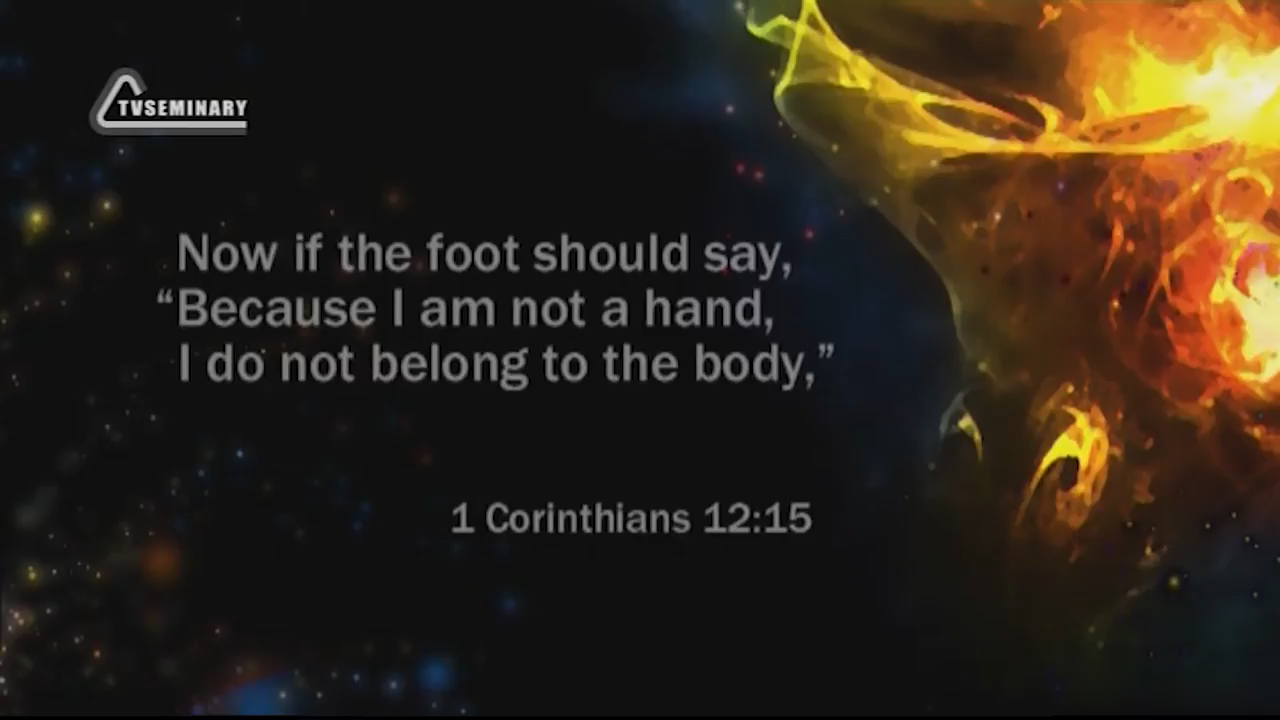 TVSEMINARY
Now if the foot should say,
“Because I am not a hand,
I do not belong to the body,”
1 Corinthians 12:15